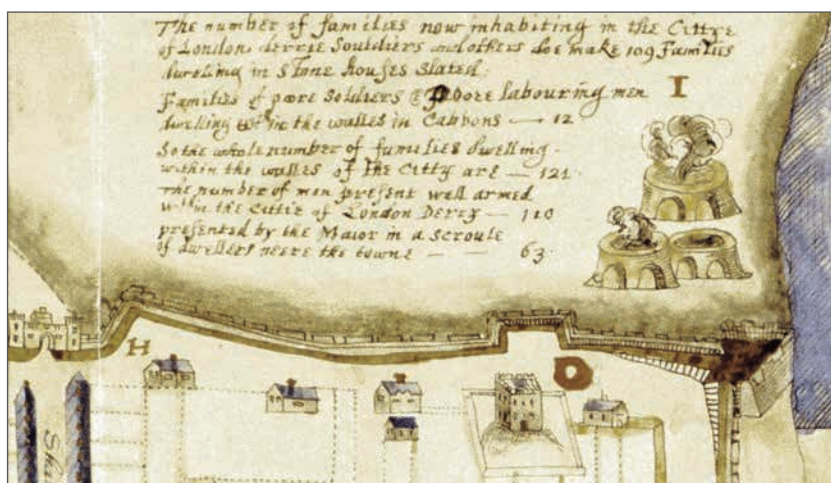 The number of families now inhabiting in the Cittye
of London derrie Souldiers and others doe make 109 Families
dwelling in Stone houses Slated.
Families of poore Soldiers & poore labouring men
dwelling wthin the walles in Cabbons — 12
So the whole number of families dwelling
within the walles of the Citty are — 121
The number of men present well armed
wthin the Cittie of London Derry — 110
presented by the Maior in a scroule
of dwellers neere the towne — — 63
I
H
O
Sha